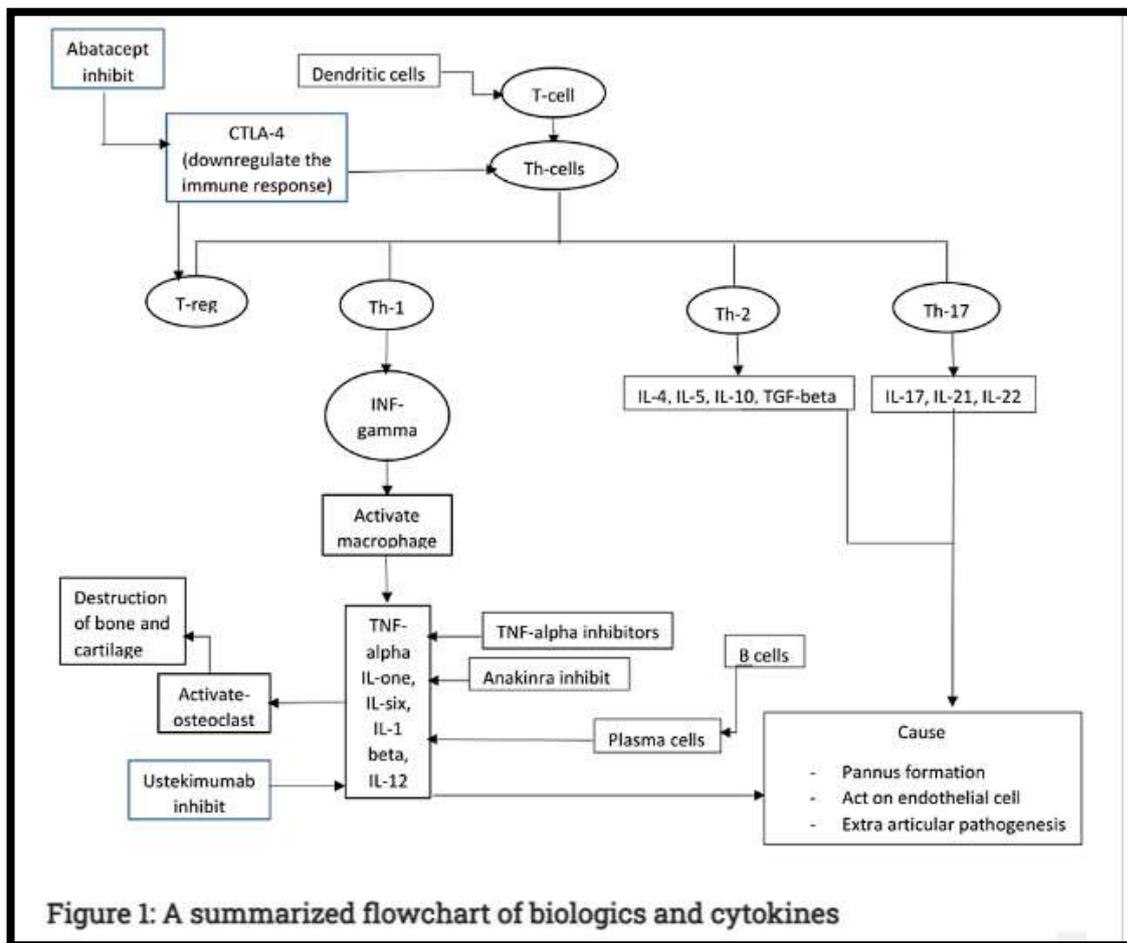 Abatacept
inhibit
Dendritic cells
T-cell
CTLA-4
(downregulate the
immune response)
Th-cells
T-reg
Th-1
Th-2
Th-17
IL-4, IL-5, IL-10, TGF-beta
IL-17, IL-21, IL-22
INF-
gamma
Activate
macrophage
Destruction
of bone and
cartilage
TNF-
alpha
IL-one,
IL-six,
IL-1
beta,
IL-12
TNF-alpha inhibitors
B cells
Anakinra inhibit
Activate-
osteoclast
Plasma cells
Ustekimumab
inhibit
Cause
- Pannus formation
- Act on endothelial cell
- Extra articular pathogenesis
Figure 1: A summarized flowchart of biologics and cytokines